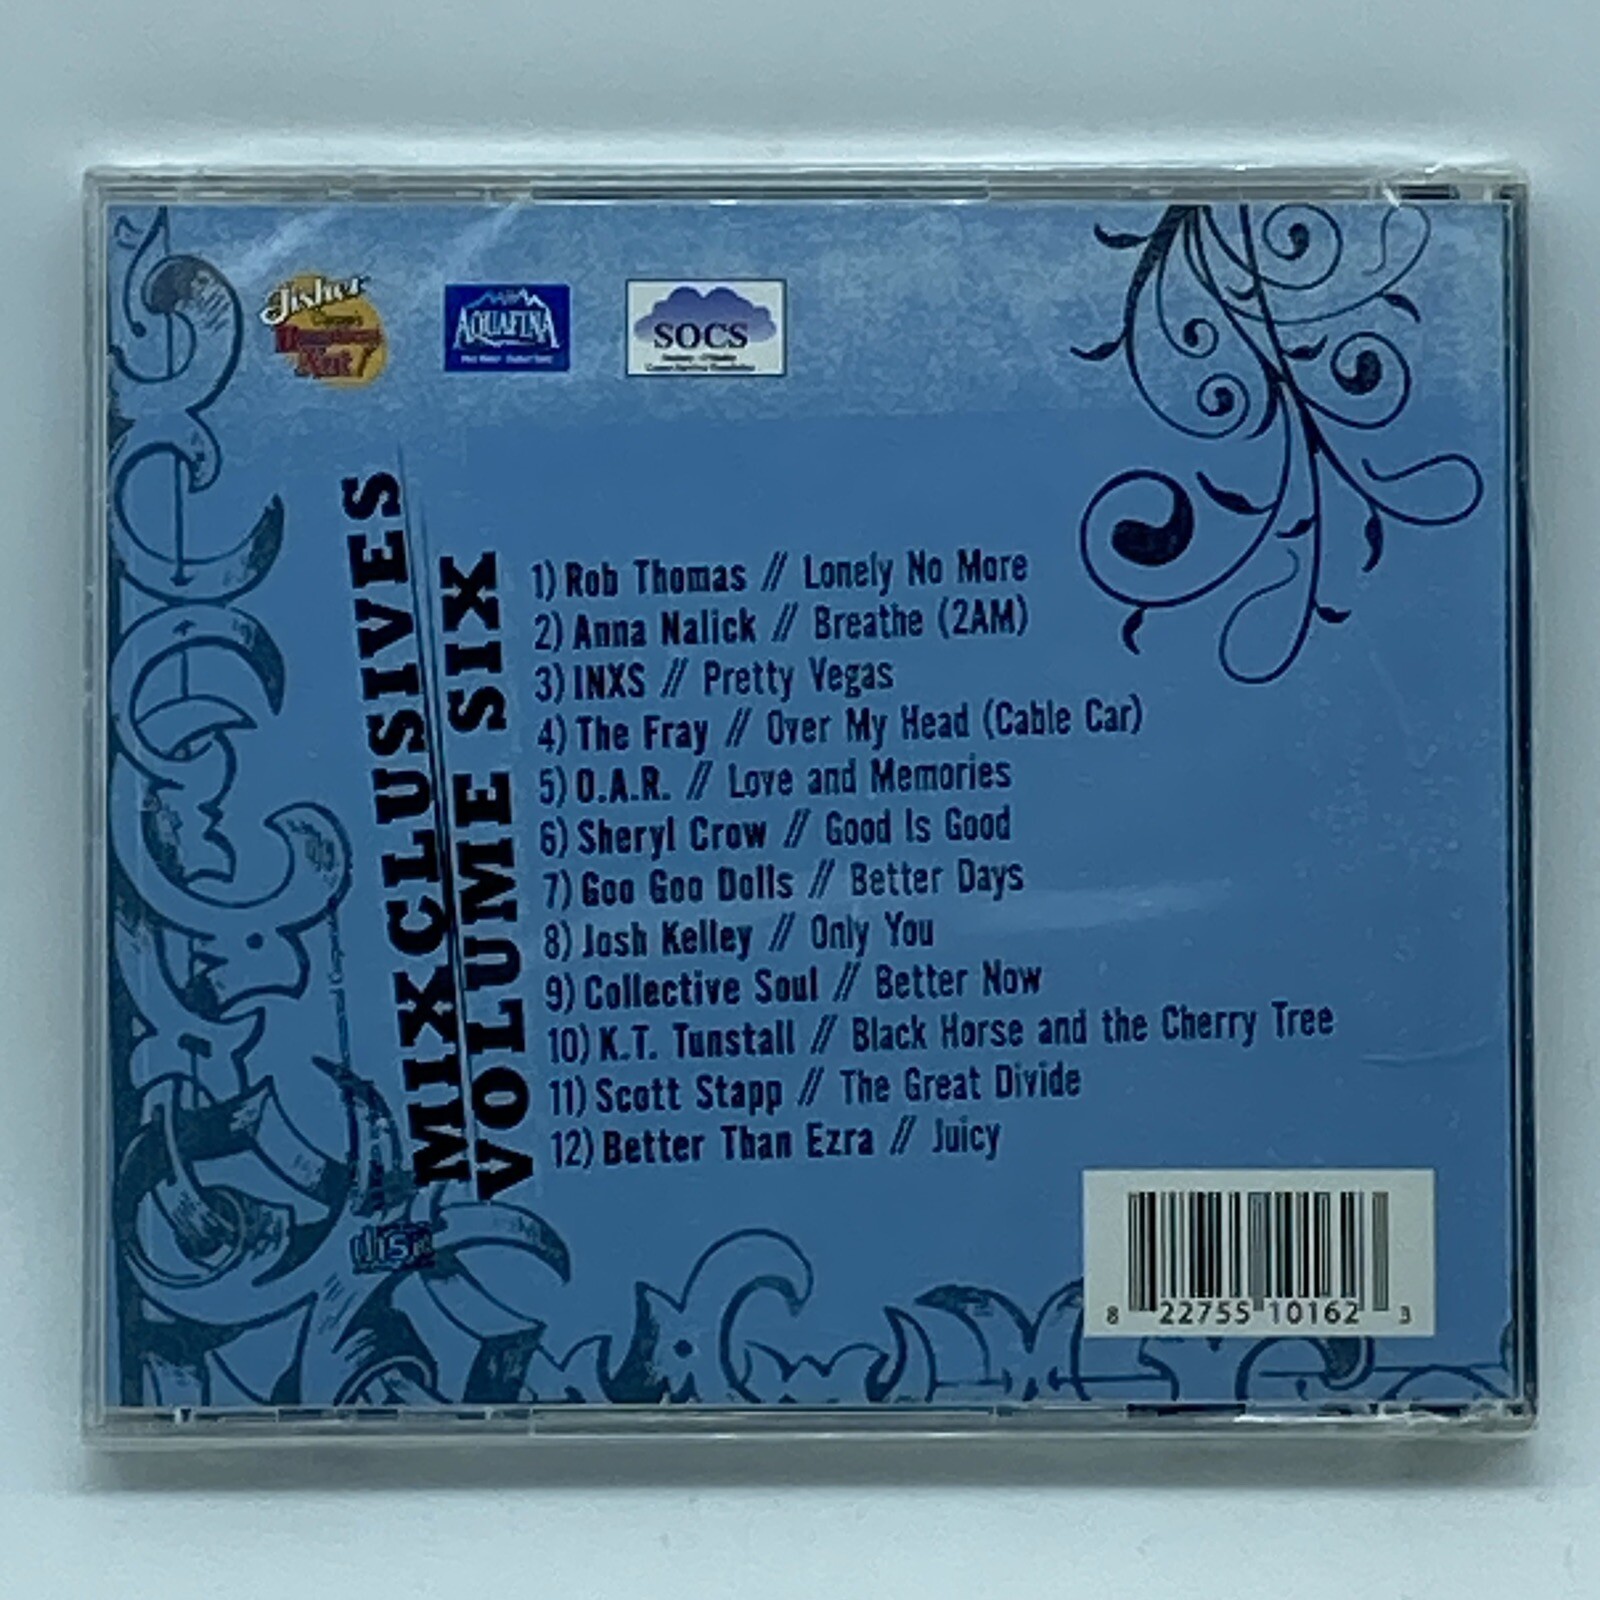 Fisher
Nut
AQUAFINA
SOCS
MIXCLUSIVES
VOLUME SIX
1) Rob Thomas // Lonely No More
2) Anna Nalick // Breathe (2AM)
3) INXS // Pretty Vegas
4) The Fray // Over My Head (Cable Car)
5) O.A.R. // Love and Memories
6) Sheryl Crow // Good Is Good
7) Goo Goo Dolls // Better Days
8) Josh Kelley // Only You
9) Collective Soul // Better Now
10) K.T. Tunstall // Black Horse and the Cherry Tree
11) Scott Stapp // The Great Divide
12) Better Than Ezra // Juicy
disc
8 22755 10162 3